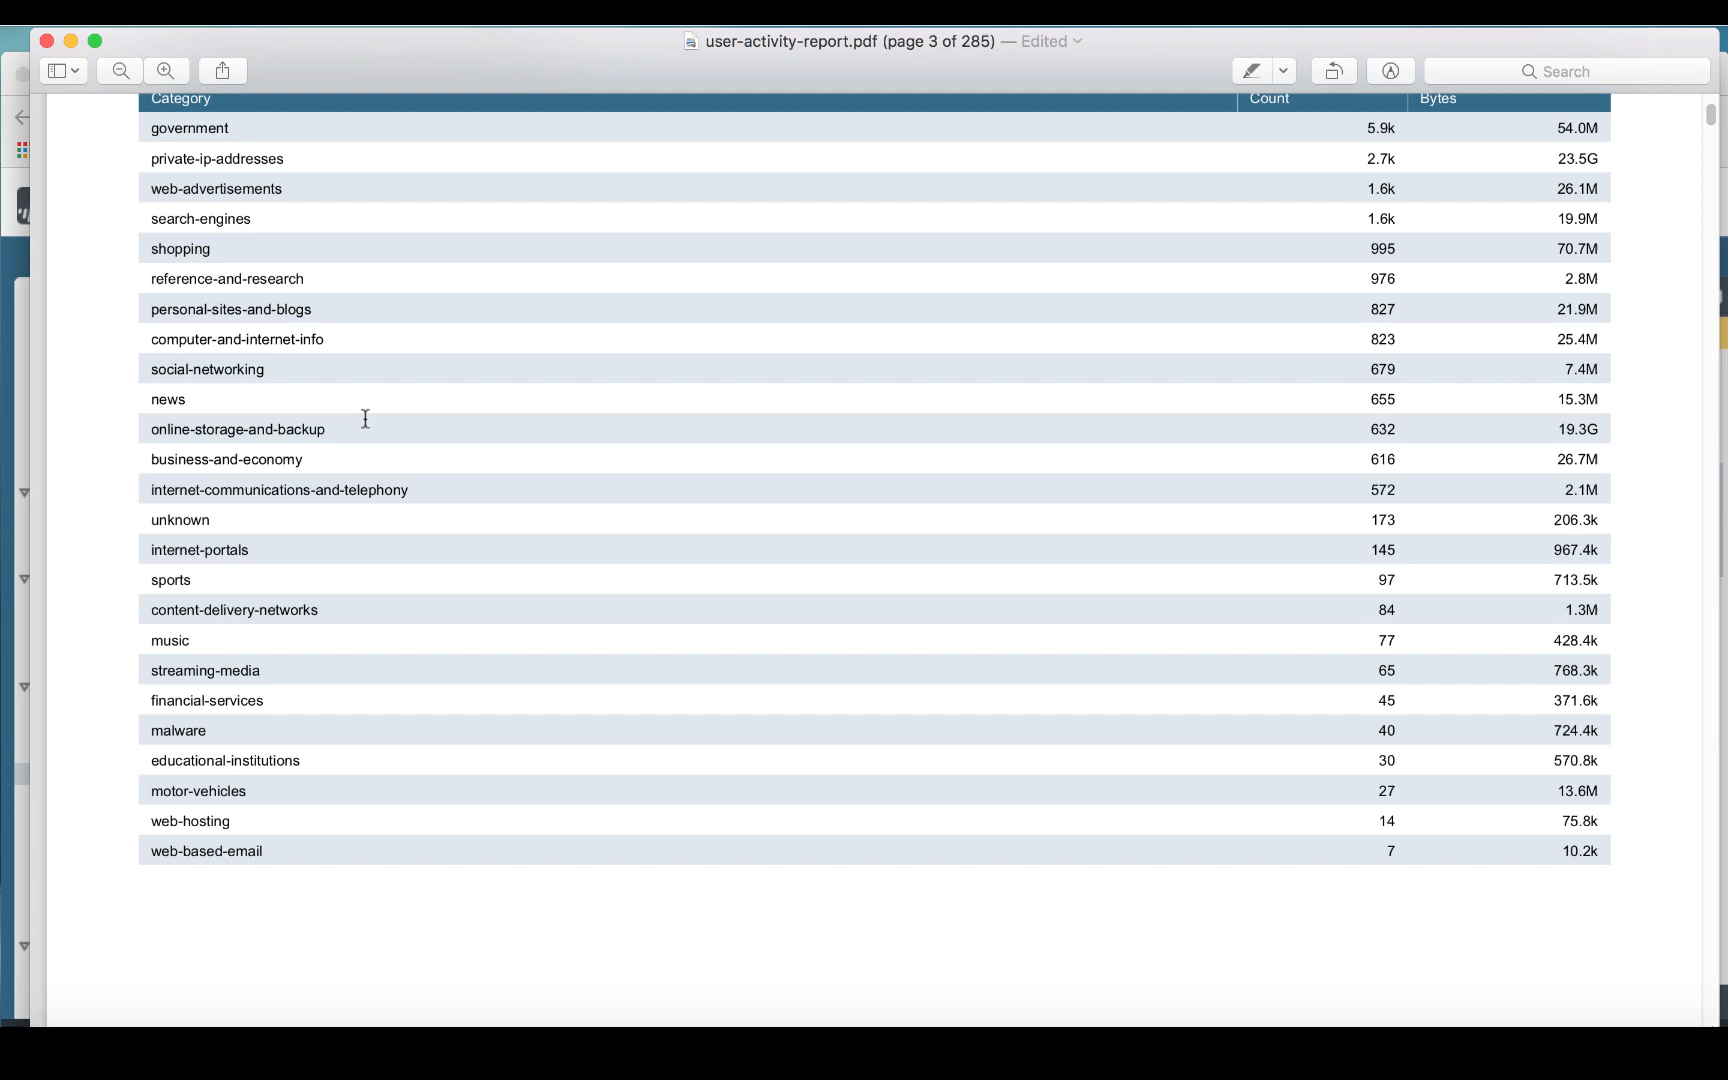 user-activity-report.pdf (page 3 of 285) — Edited
Search
Category Count Bytes
government 5.9k 54.0M
private-ip-addresses 2.7k 23.5G
web-advertisements 1.6k 26.1M
search-engines 1.6k 19.9M
shopping 995 70.7M
reference-and-research 976 2.8M
personal-sites-and-blogs 827 21.9M
computer-and-internet-info 823 25.4M
social-networking 679 7.4M
news 655 15.3M
online-storage-and-backup 632 19.3G
business-and-economy 616 26.7M
internet-communications-and-telephony 572 2.1M
unknown 173 206.3k
internet-portals 145 967.4k
sports 97 713.5k
content-delivery-networks 84 1.3M
music 77 428.4k
streaming-media 65 768.3k
financial-services 45 371.6k
malware 40 724.4k
educational-institutions 30 570.8k
motor-vehicles 27 13.6M
web-hosting 14 75.8k
web-based-email 7 10.2k